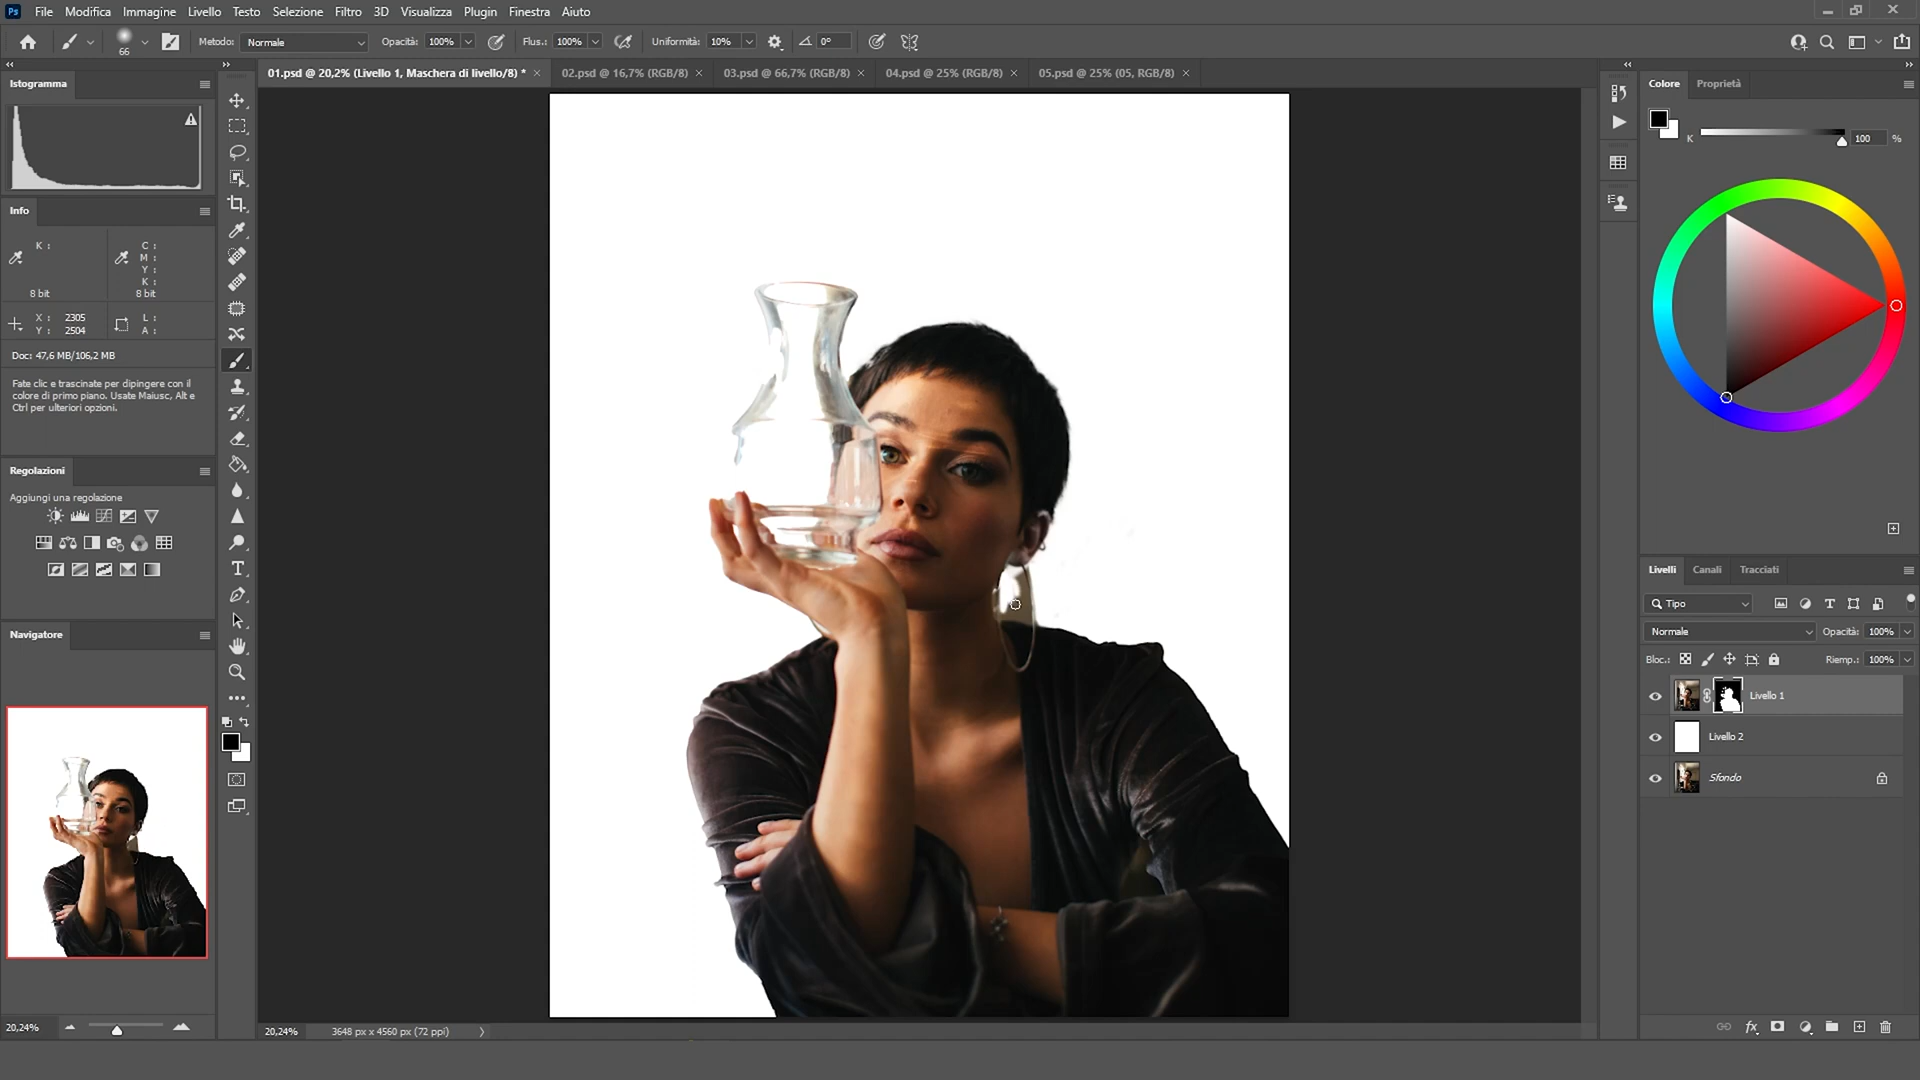 Ps File Modifica Immagine Livello Testo Selezione Filtro 3D Visualizza Plugin Finestra Aiuto
66 Metodo: Normale Opacità: 100% Flus.: 100% Uniformità: 10% 0°
01.psd @ 20,2% (Livello 1, Maschera di livello/8) * 02.psd @ 16,7% (RGB/8) 03.psd @ 66,7% (RGB/8) 04.psd @ 25% (RGB/8) 05.psd @ 25% (05, RGB/8)
Istogramma
Info
K :
8 bit
C :
M :
Y :
K :
8 bit
X : 2305
Y : 2504
L :
A :
Doc: 47,6 MB/106,2 MB
Fate clic e trascinate per dipingere con il
colore di primo piano. Usate Maiusc, Alt e
Ctrl per ulteriori opzioni.
Regolazioni
Aggiungi una regolazione
Navigatore
20,24%
20,24% 3648 px x 4560 px (72 ppi)
Colore Proprietà
K 100 %
Livelli Canali Tracciati
Tipo
Normale Opacità: 100%
Bloc.: Riemp.: 100%
Livello 1
Livello 2
Sfondo